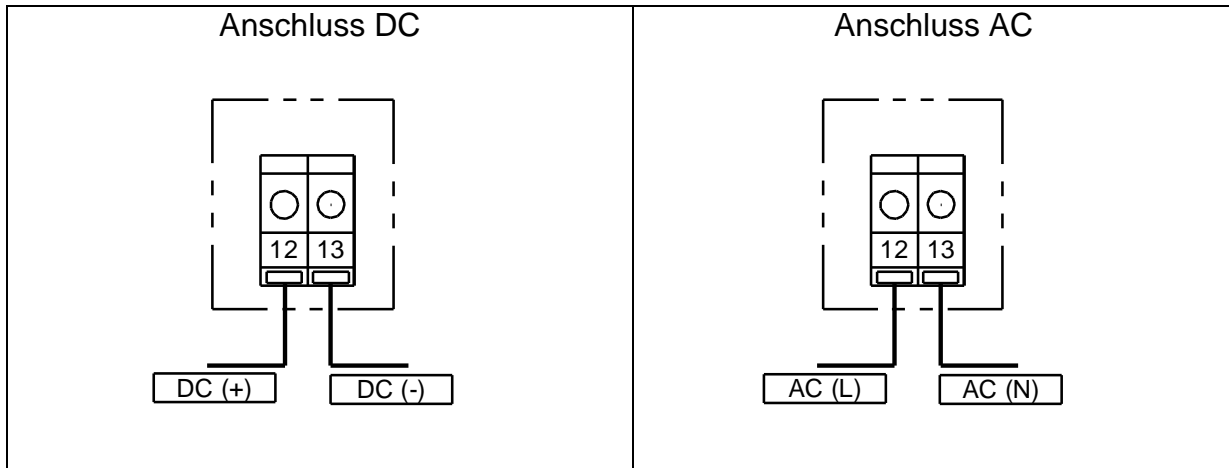 Anschluss DC
12 13
DC (+)
DC (-)
Anschluss AC
12 13
AC (L)
AC (N)